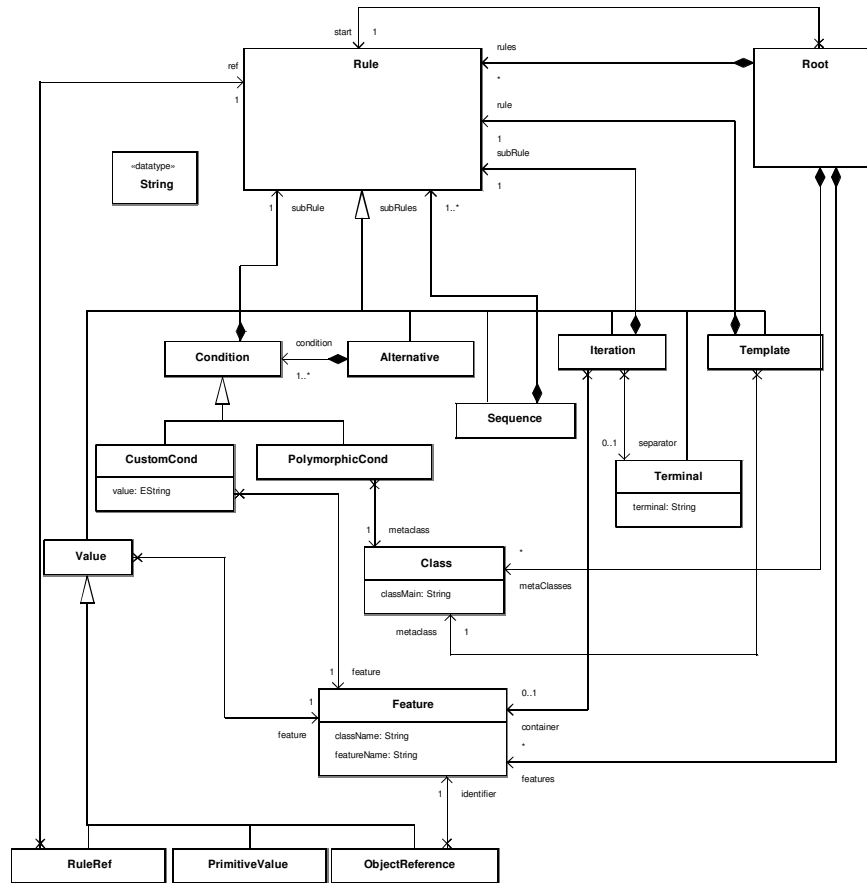 start 1
ref
Rule
rules
Root
*
1
rule
1
subRule
«datatype»
String
1
1 subRule
subRules
1..*
Condition
condition
1..*
Alternative
Iteration
Template
Sequence
CustomCond
value: EString
PolymorphicCond
0..1 separator
Terminal
terminal: String
1 metaclass
Value
Class
classMain: String
*
metaClasses
metaclass 1
1 feature
1
feature
Feature
className: String
featureName: String
0..1
container
*
features
1 identifier
RuleRef
PrimitiveValue
ObjectReference